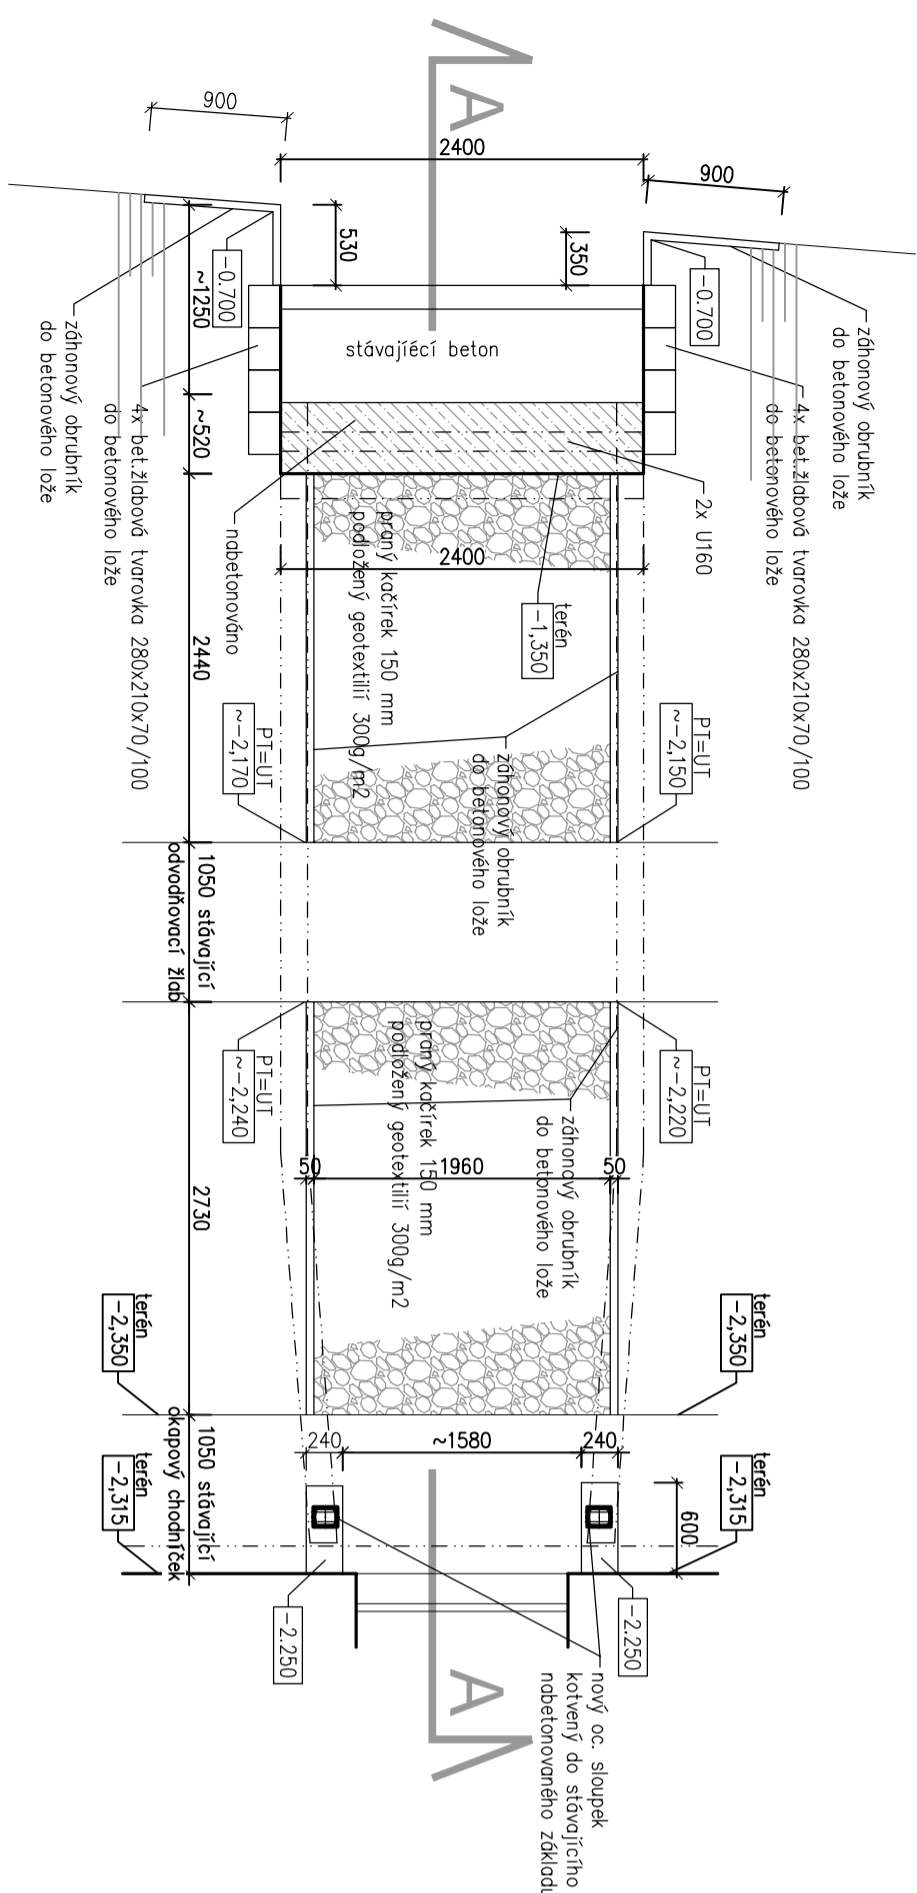 A
900
2400
900
530
350
-0.700
-0.700
~1250
záhonový obrubník
do betonového lože
záhonový obrubník
do betonového lože
stávajíécí beton
4x bet.žlabová tvarovka 280x210x70/100
do betonového lože
4x bet.žlabová tvarovka 280x210x70/100
do betonového lože
~520
2x U160
nabetonováno
praný kačírek 150 mm
podložený geotextilií 300g/m2
2400
terén
-1,350
2440
PT=UT
~-2,170
PT=UT
~-2,150
záhonový obrubník
do betonového lože
1050 stávající
odvodňovací žlab
praný kačírek 150 mm
podložený geotextilií 300g/m2
PT=UT
~-2,240
PT=UT
~-2,220
záhonový obrubník
do betonového lože
50
1960
50
2730
terén
-2,350
terén
-2,350
240
~1580
240
1050 stávající
okapový chodníček
terén
-2,315
terén
-2,315
600
-2.250
-2.250
nový oc. sloupek
kotvený do stávajícího
nabetonovaného základu
A